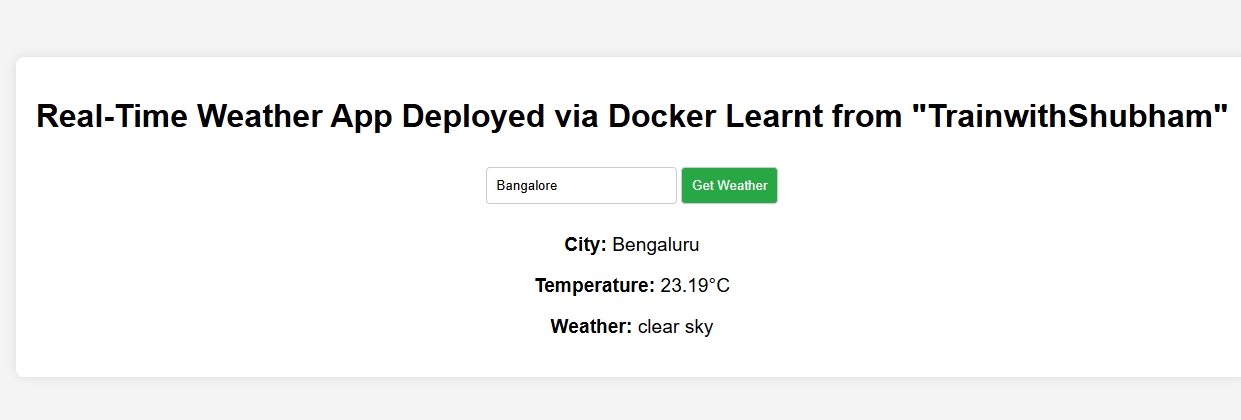 Real-Time Weather App Deployed via Docker Learnt from "TrainwithShubham"
Bangalore Get Weather
City: Bengaluru
Temperature: 23.19°C
Weather: clear sky